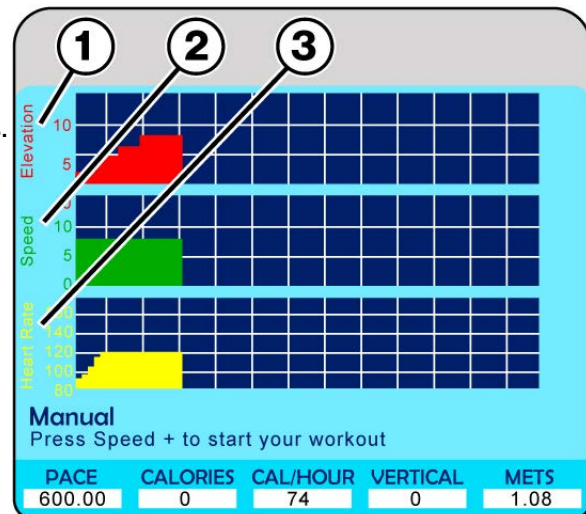 1 2 3
Elevation
10
5
Speed
10
5
0
Heart Rate
140
120
100
80
Manual
Press Speed + to start your workout
PACE CALORIES CAL/HOUR VERTICAL METS
600.00 0 74 0 1.08